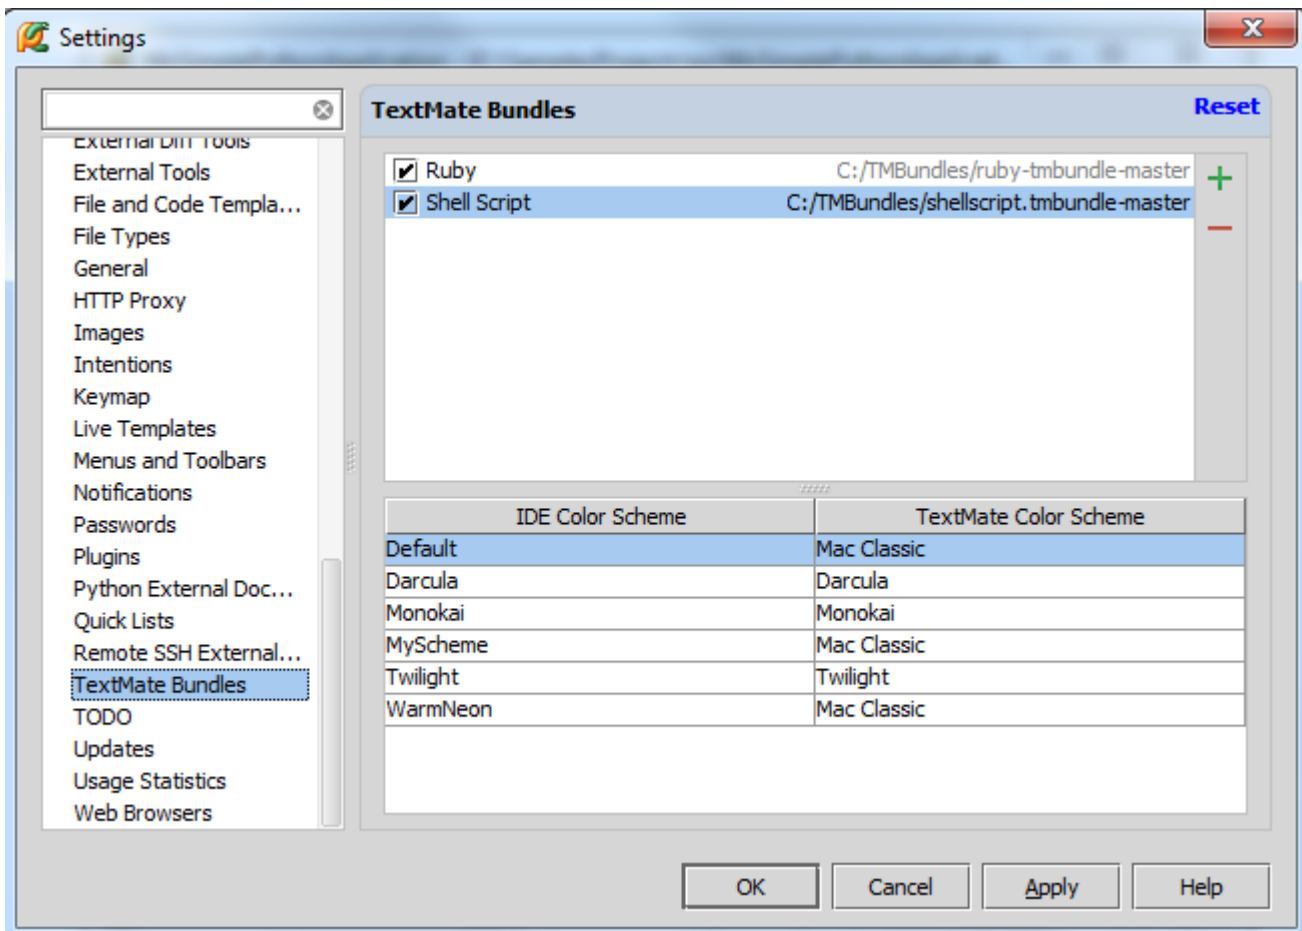 Settings
TextMate Bundles
Reset
External Diff Tools
External Tools
File and Code Templa...
File Types
General
HTTP Proxy
Images
Intentions
Keymap
Live Templates
Menus and Toolbars
Notifications
Passwords
Plugins
Python External Doc...
Quick Lists
Remote SSH External...
TextMate Bundles
TODO
Updates
Usage Statistics
Web Browsers
Ruby C:/TMBundles/ruby-tmbundle-master
Shell Script C:/TMBundles/shellscript.tmbundle-master
IDE Color Scheme TextMate Color Scheme
Default Mac Classic
Darcula Darcula
Monokai Monokai
MyScheme Mac Classic
Twilight Twilight
WarmNeon Mac Classic
OK Cancel Apply Help